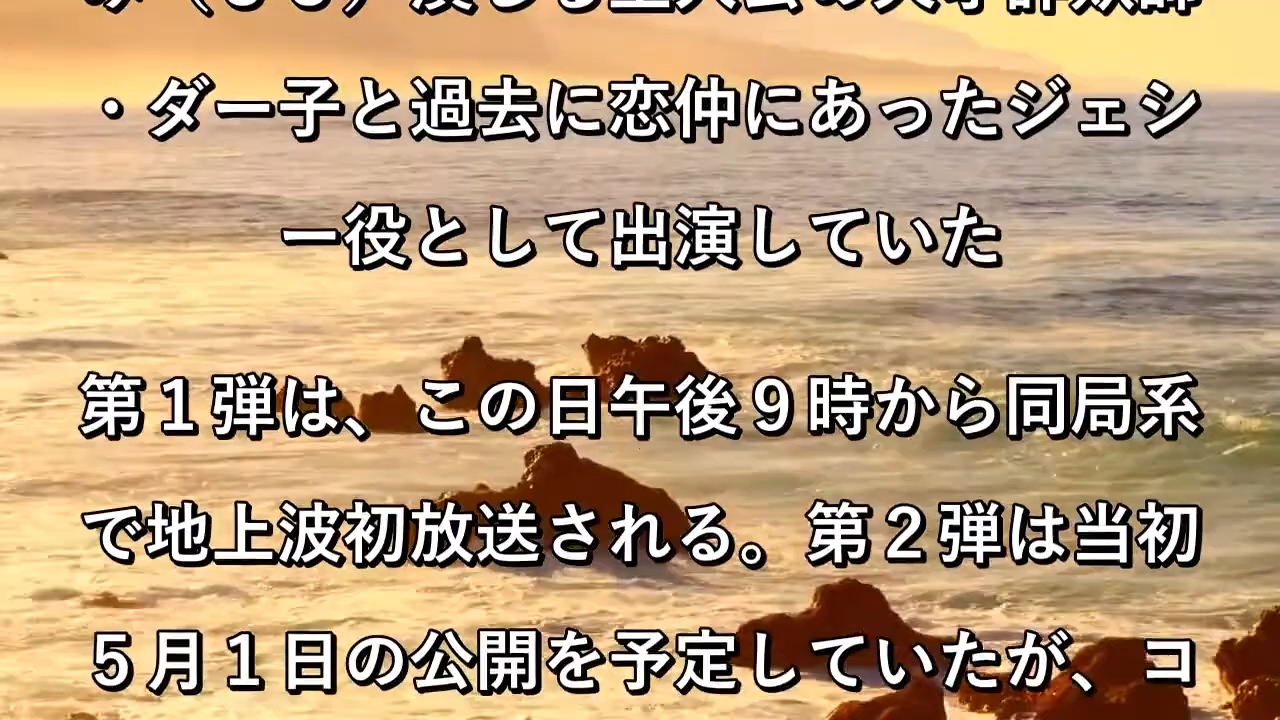 ・ダー子と過去に恋仲にあったジェシ
ー役として出演していた
第１弾は、この日午後９時から同局系
で地上波初放送される。第２弾は当初
５月１日の公開を予定していたが、コ